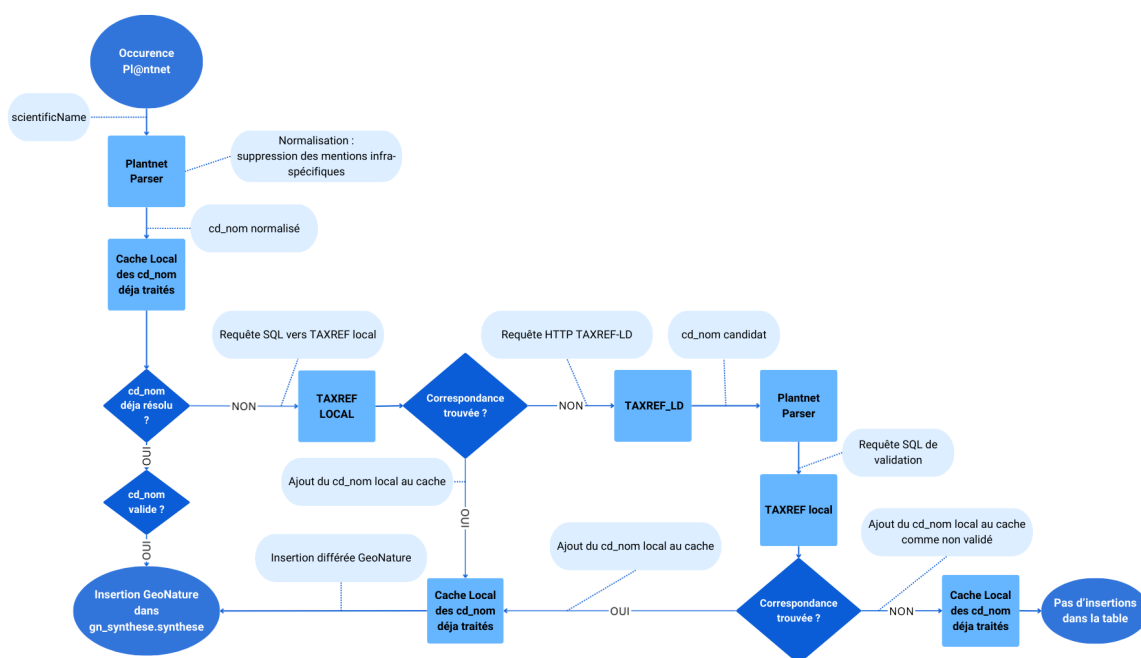 Occurence
Pl@ntnet
scientificName
Plantnet
Parser
Normalisation :
suppression des mentions infra-
spécifiques
cd_nom normalisé
Cache Local
des cd_nom
déja traités
Requête SQL vers TAXREF local
Requête HTTP TAXREF-LD
cd_nom candidat
cd_nom
déja résolu
?
NON
TAXREF
LOCAL
Correspondance
trouvée ?
NON
TAXREF_LD
Plantnet
Parser
OUI
Requête SQL de
validation
Ajout du cd_nom local au cache
cd_nom
valide ?
OUI
TAXREF local
Ajout du cd_nom local au cache
comme non validé
Ajout du cd_nom local au cache
Insertion différée GeoNature
OUI
Insertion GeoNature
dans
gn_synthese.synthese
Cache Local
des cd_nom
déja traités
OUI
Correspondance
trouvée ?
NON
Cache Local
des cd_nom
déja traités
Pas d'insertions
dans la table